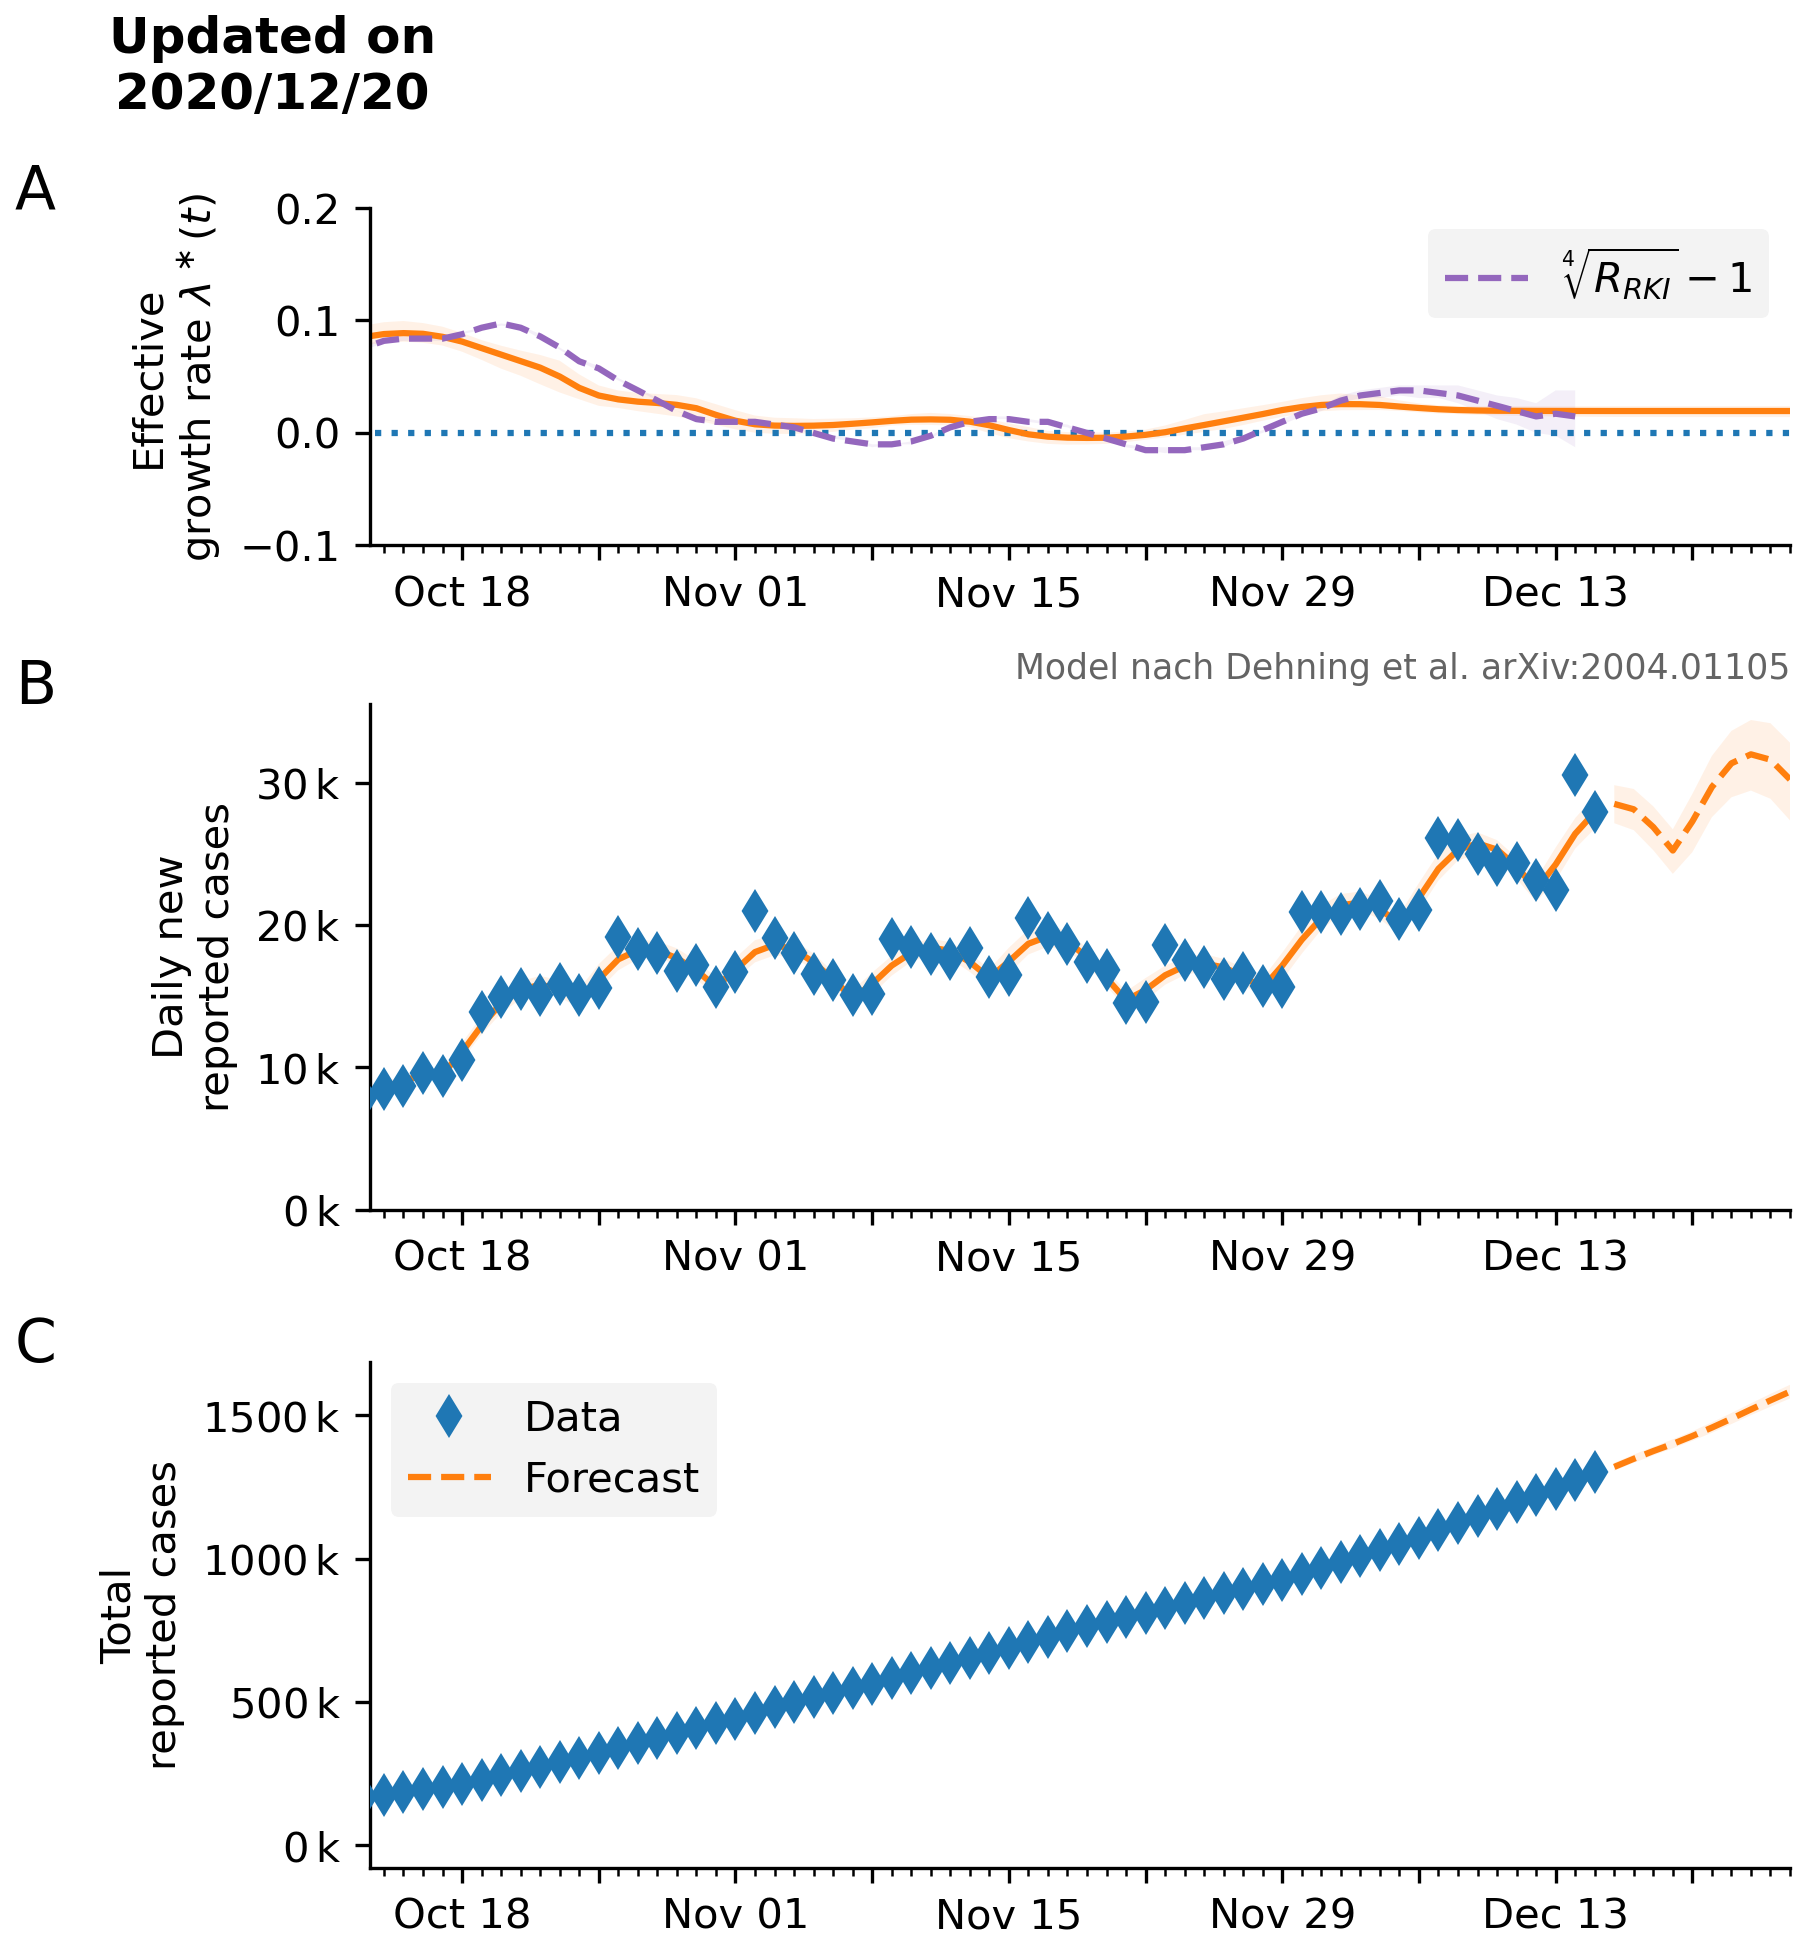 Updated on
2020/12/20
A
Effective
growth rate λ * (t)
0.2
0.1
0.0
−0.1
∜R_RKI − 1
Oct 18 Nov 01 Nov 15 Nov 29 Dec 13
B
Model nach Dehning et al. arXiv:2004.01105
Daily new
reported cases
30 k
20 k
10 k
0 k
Oct 18 Nov 01 Nov 15 Nov 29 Dec 13
C
Total
reported cases
1500 k
1000 k
500 k
0 k
Data
Forecast
Oct 18 Nov 01 Nov 15 Nov 29 Dec 13